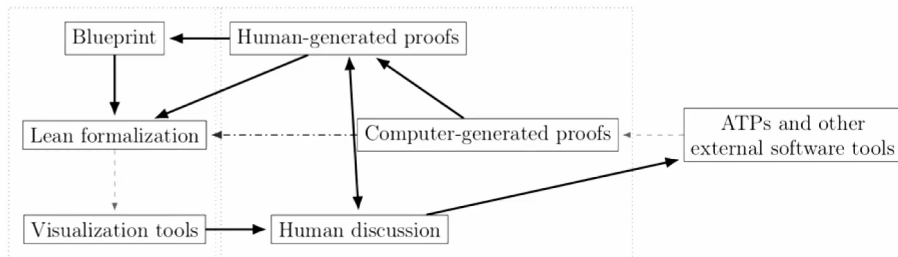 Blueprint
Human-generated proofs
Lean formalization
Computer-generated proofs
ATPs and other
external software tools
Visualization tools
Human discussion